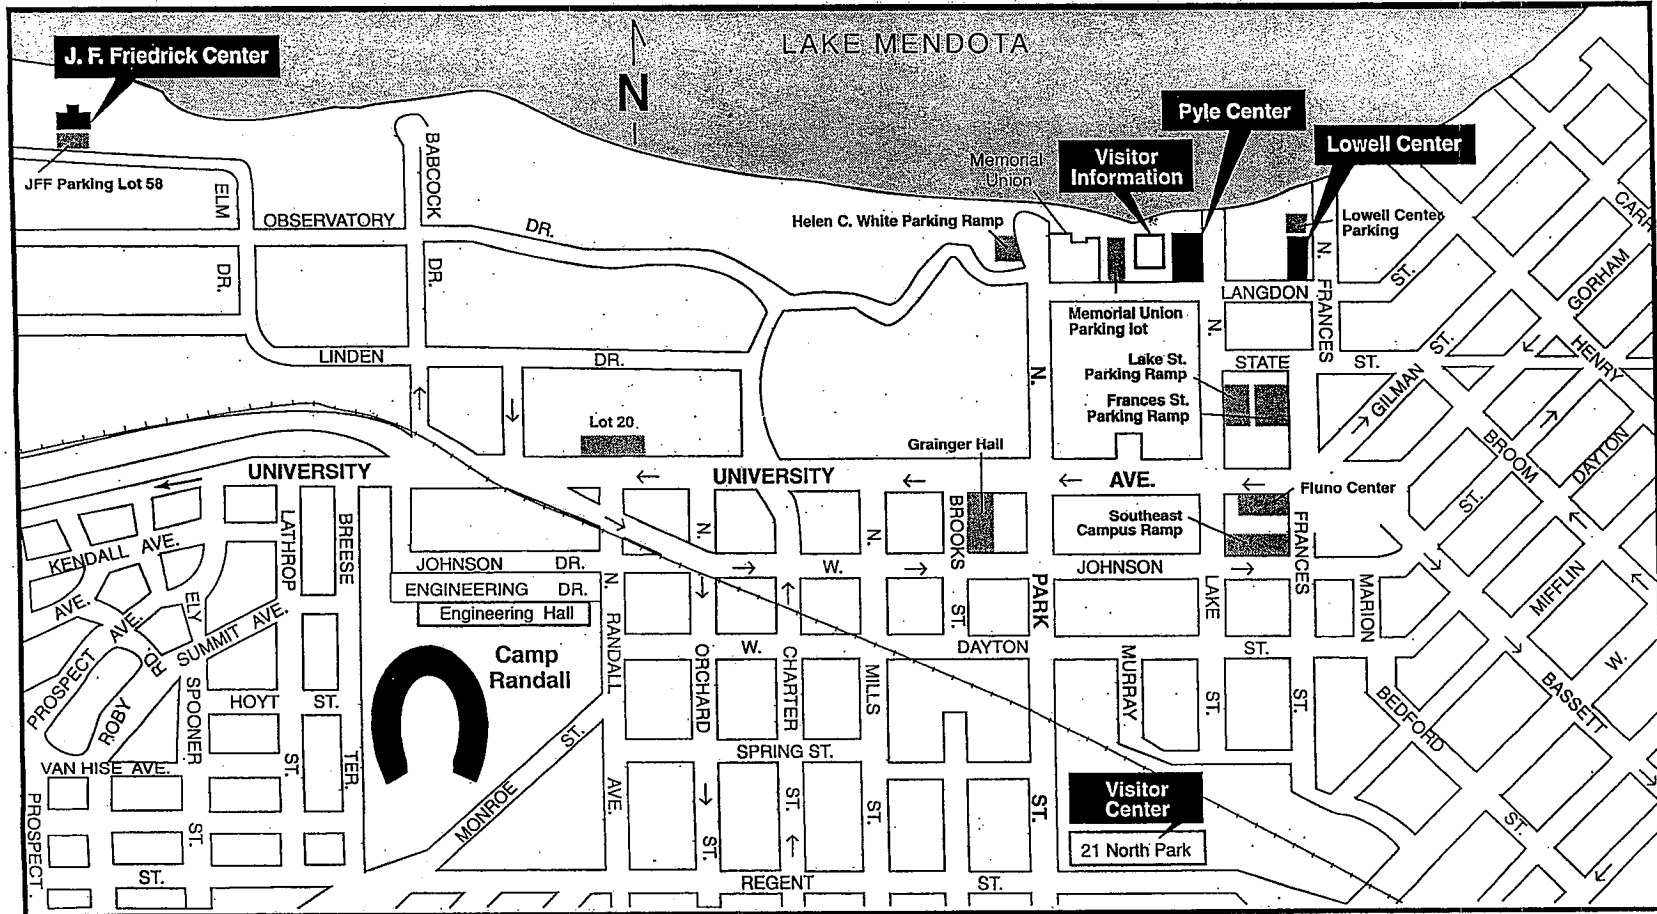 LAKE MENDOTA
N
J. F. Friedrick Center
JFF Parking Lot 58
Pyle Center
Lowell Center
Visitor
Information
Memorial
Union
Lowell Center
Parking
Helen C. White Parking Ramp
Memorial Union
Parking lot
Lake St.
Parking Ramp
Frances St.
Parking Ramp
Grainger Hall
Lot 20
Fluno Center
Southeast
Campus Ramp
ELM
DR.
BABCOCK
DR.
OBSERVATORY
DR.
LINDEN
DR.
LANGDON
ST.
N. FRANCES
N.
N.
STATE
ST.
GILMAN
ST.
GORHAM
HENRY
BROOM
ST.
DAYTON
MIFFLIN
W.
BASSETT
ST.
BEDFORD
UNIVERSITY
UNIVERSITY
AVE.
KENDALL AVE.
LATHROP
ST.
BREESE
TER.
JOHNSON
DR.
W.
JOHNSON
ENGINEERING
DR.
Engineering Hall
Camp
Randall
N. RANDALL
AVE.
N.
ORCHARD
ST.
CHARTER
ST.
N.
MILLS
ST.
BROOKS
ST.
PARK
ST.
MURRAY
LAKE
ST.
FRANCES
ST.
MARION
W.
DAYTON
ST.
SPRING ST.
MONROE
ST.
AVE.
AVE.
ELY
RD.
SUMMIT AVE.
PROSPECT
ROBY
SPOONER
ST.
HOYT
ST.
VAN HISE AVE.
PROSPECT
ST.
REGENT
ST.
Visitor
Center
21 North Park